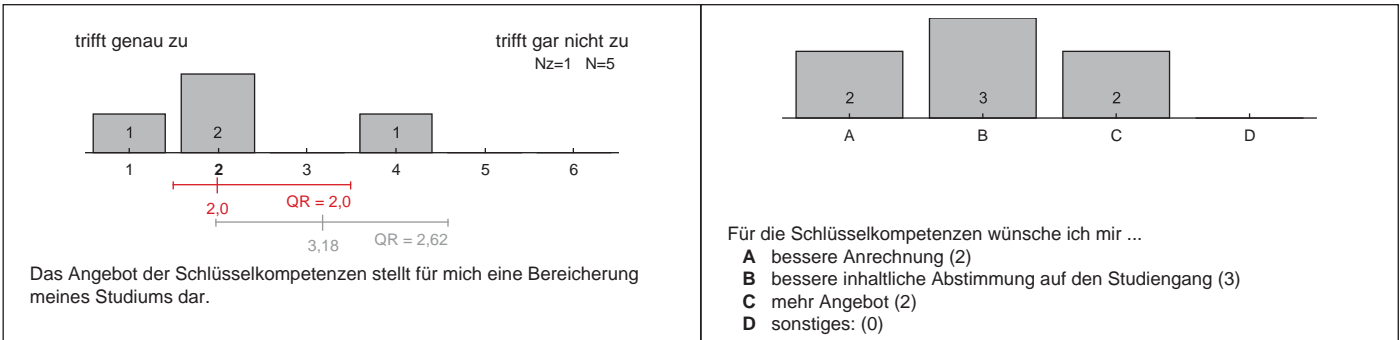 trifft genau zu
trifft gar nicht zu
Nz=1 N=5
1
2
1
1
2
3
4
5
6
2,0
QR = 2,0
3,18
QR = 2,62
Das Angebot der Schlüsselkompetenzen stellt für mich eine Bereicherung
meines Studiums dar.
2
3
2
A
B
C
D
Für die Schlüsselkompetenzen wünsche ich mir ...
A bessere Anrechnung (2)
B bessere inhaltliche Abstimmung auf den Studiengang (3)
C mehr Angebot (2)
D sonstiges: (0)